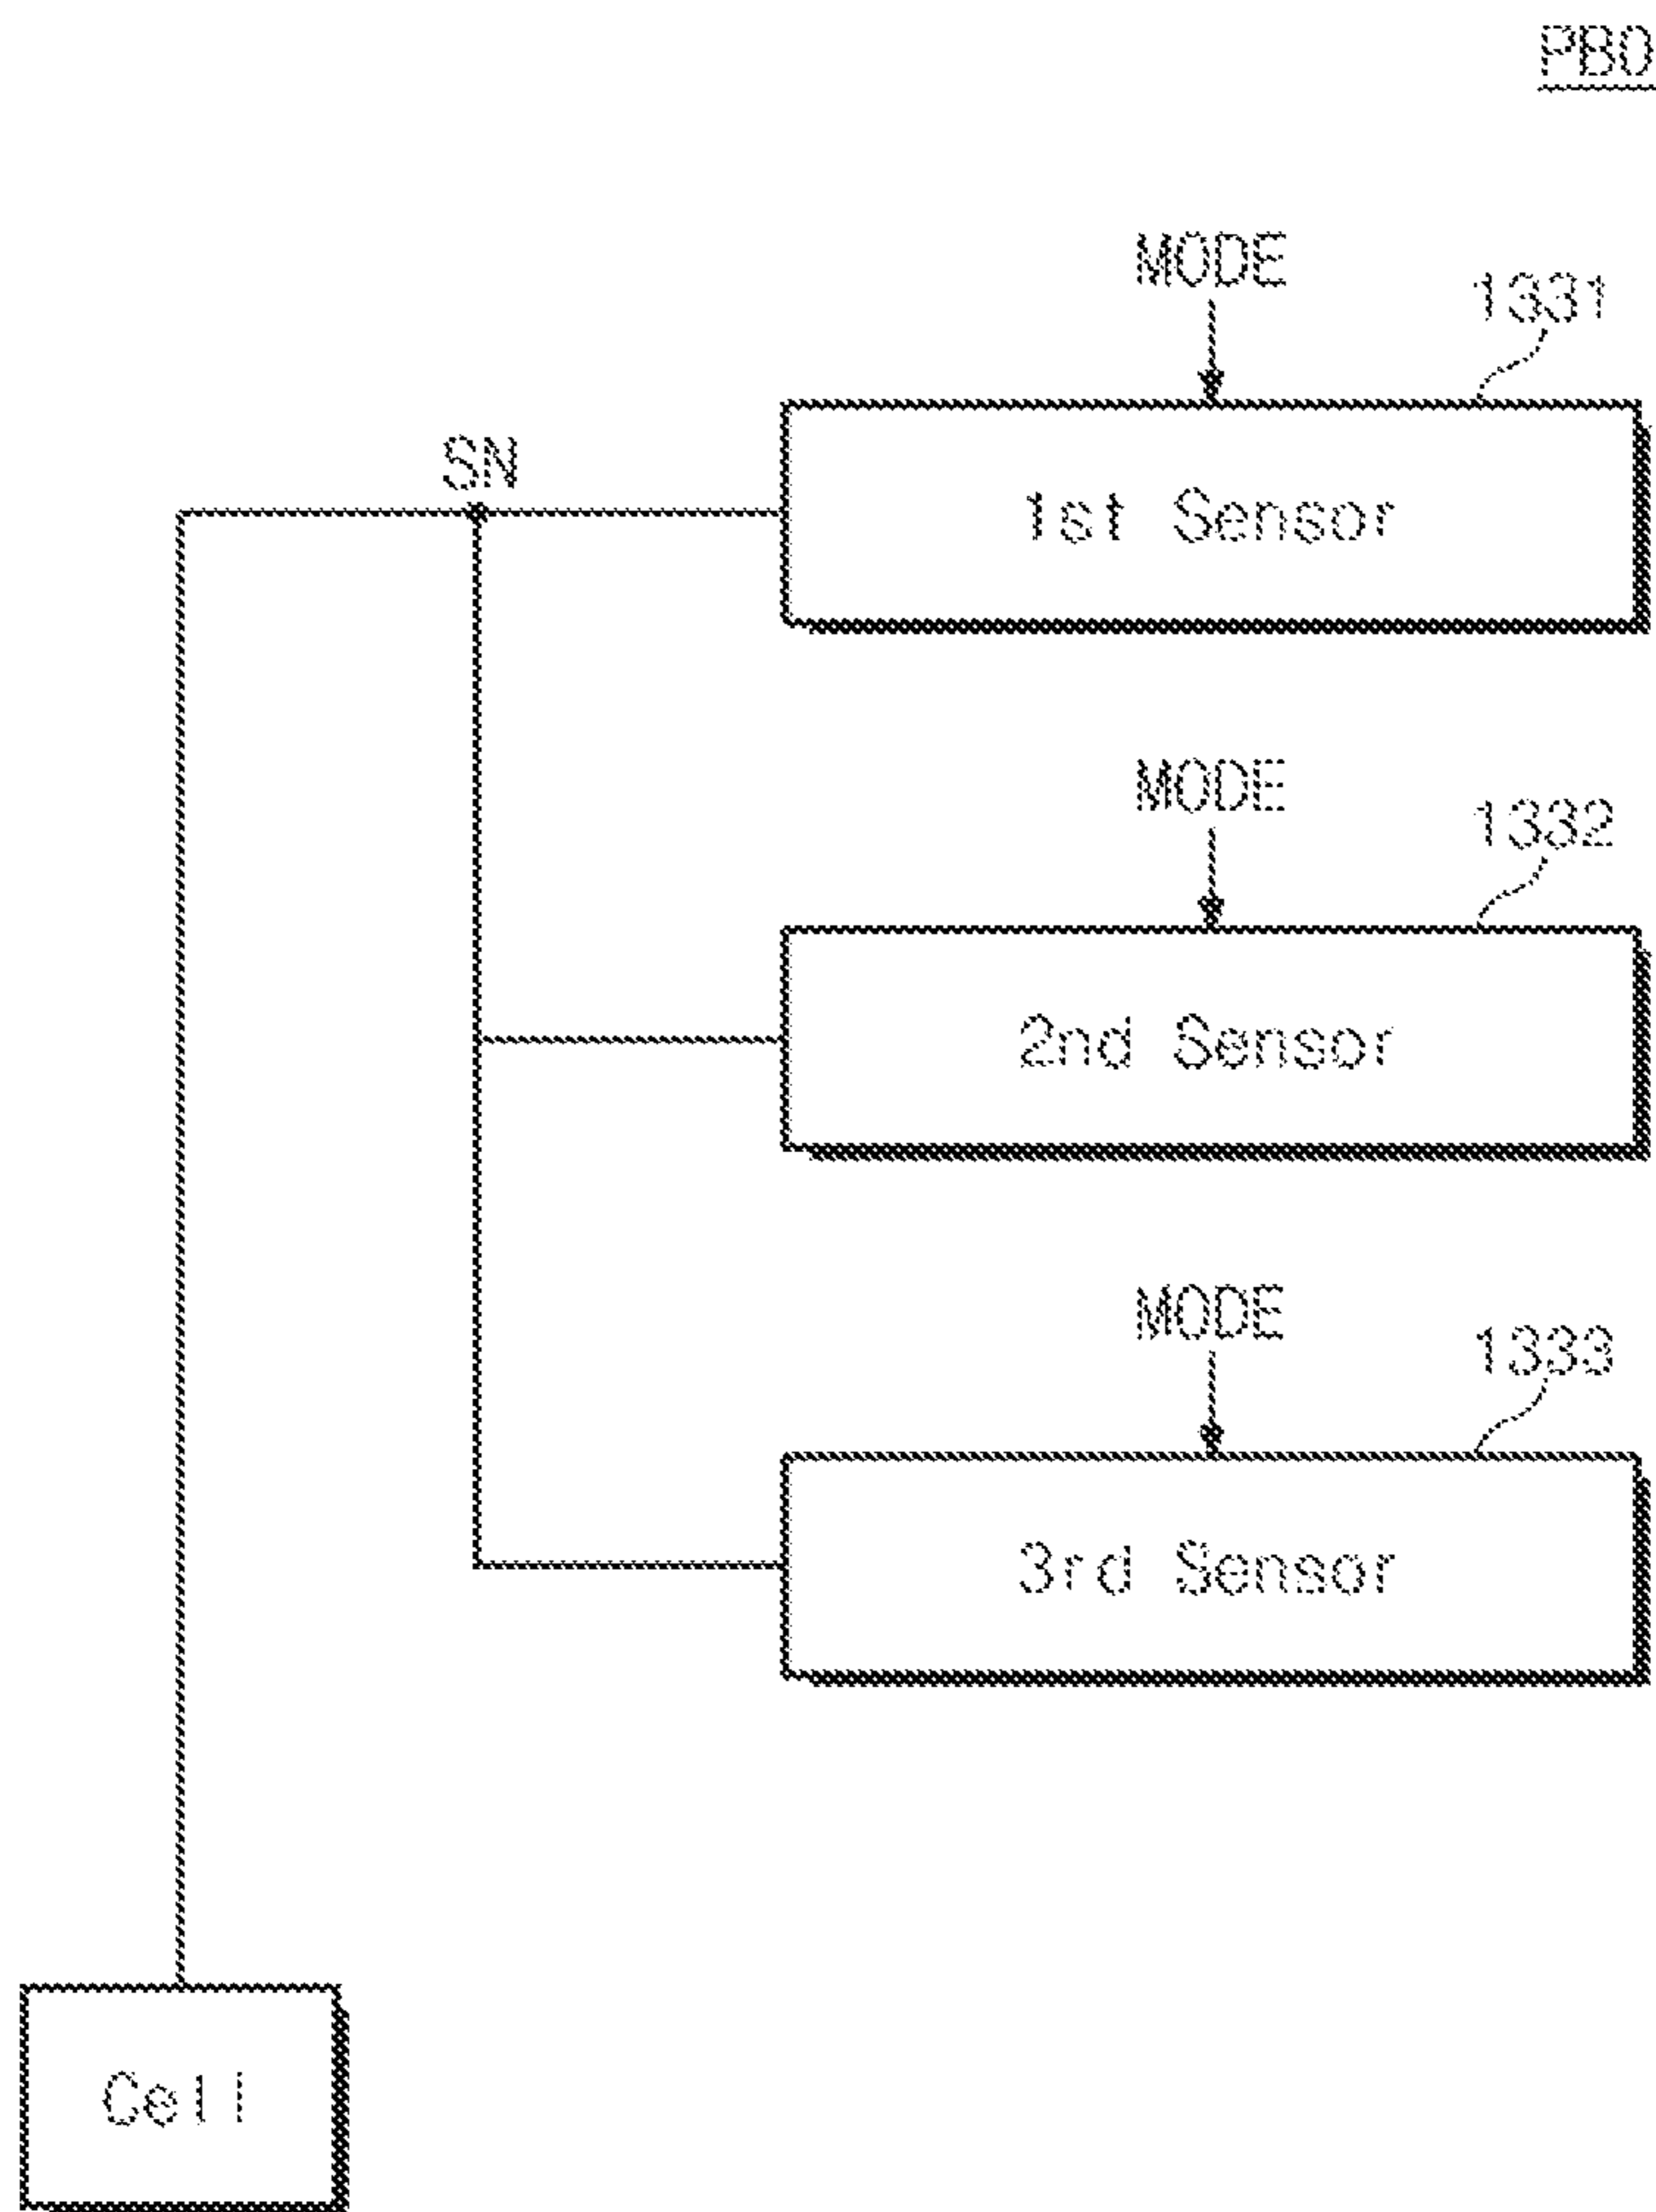 PB0
MODE
1331
SN
1st Sensor
MODE
1332
2nd Sensor
MODE
1333
3rd Sensor
Cell